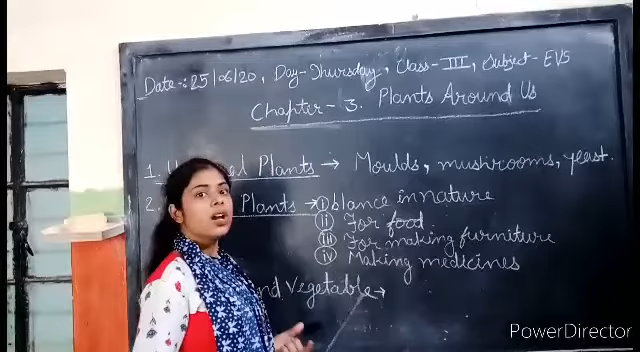 Date-: 25/06/20, Day-Thursday, Class-III, Subject-EVS
Chapter-3. Plants Around Us
1. Plants → Moulds, mushrooms, yeast.
2. Plants → (i) blance in nature
(ii) For food
(iii) For making furniture
(iv) Making medicines
Vegetable →
PowerDirector